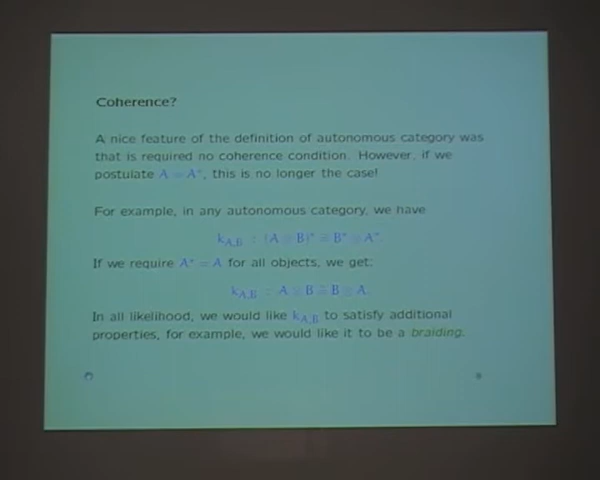 Coherence?
A nice feature of the definition of autonomous category was
that is required no coherence condition. However, if we
postulate A = A*, this is no longer the case!
For example, in any autonomous category, we have
k_{A,B} : (A ⊗ B)* ≅ B* ⊗ A*.
If we require A* = A for all objects, we get:
k_{A,B} : A ⊗ B ≅ B ⊗ A
In all likelihood, we would like k_{A,B} to satisfy additional
properties, for example, we would like it to be a braiding.